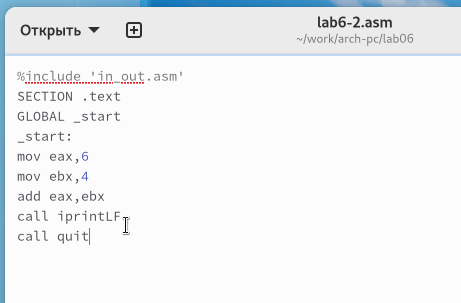 Открыть
lab6-2.asm
~/work/arch-pc/lab06
%include 'in_out.asm'
SECTION .text
GLOBAL _start
_start:
mov eax,6
mov ebx,4
add eax,ebx
call iprintLF
call quit